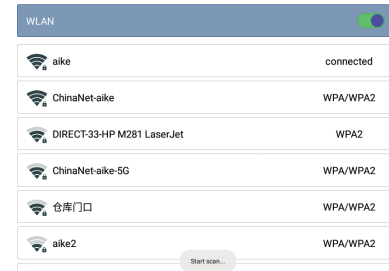 WLAN
aike connected
ChinaNet-aike WPA/WPA2
DIRECT-33-HP M281 LaserJet WPA2
ChinaNet-aike-5G WPA/WPA2
仓库门口 WPA/WPA2
aike2 WPA/WPA2
Start scan...